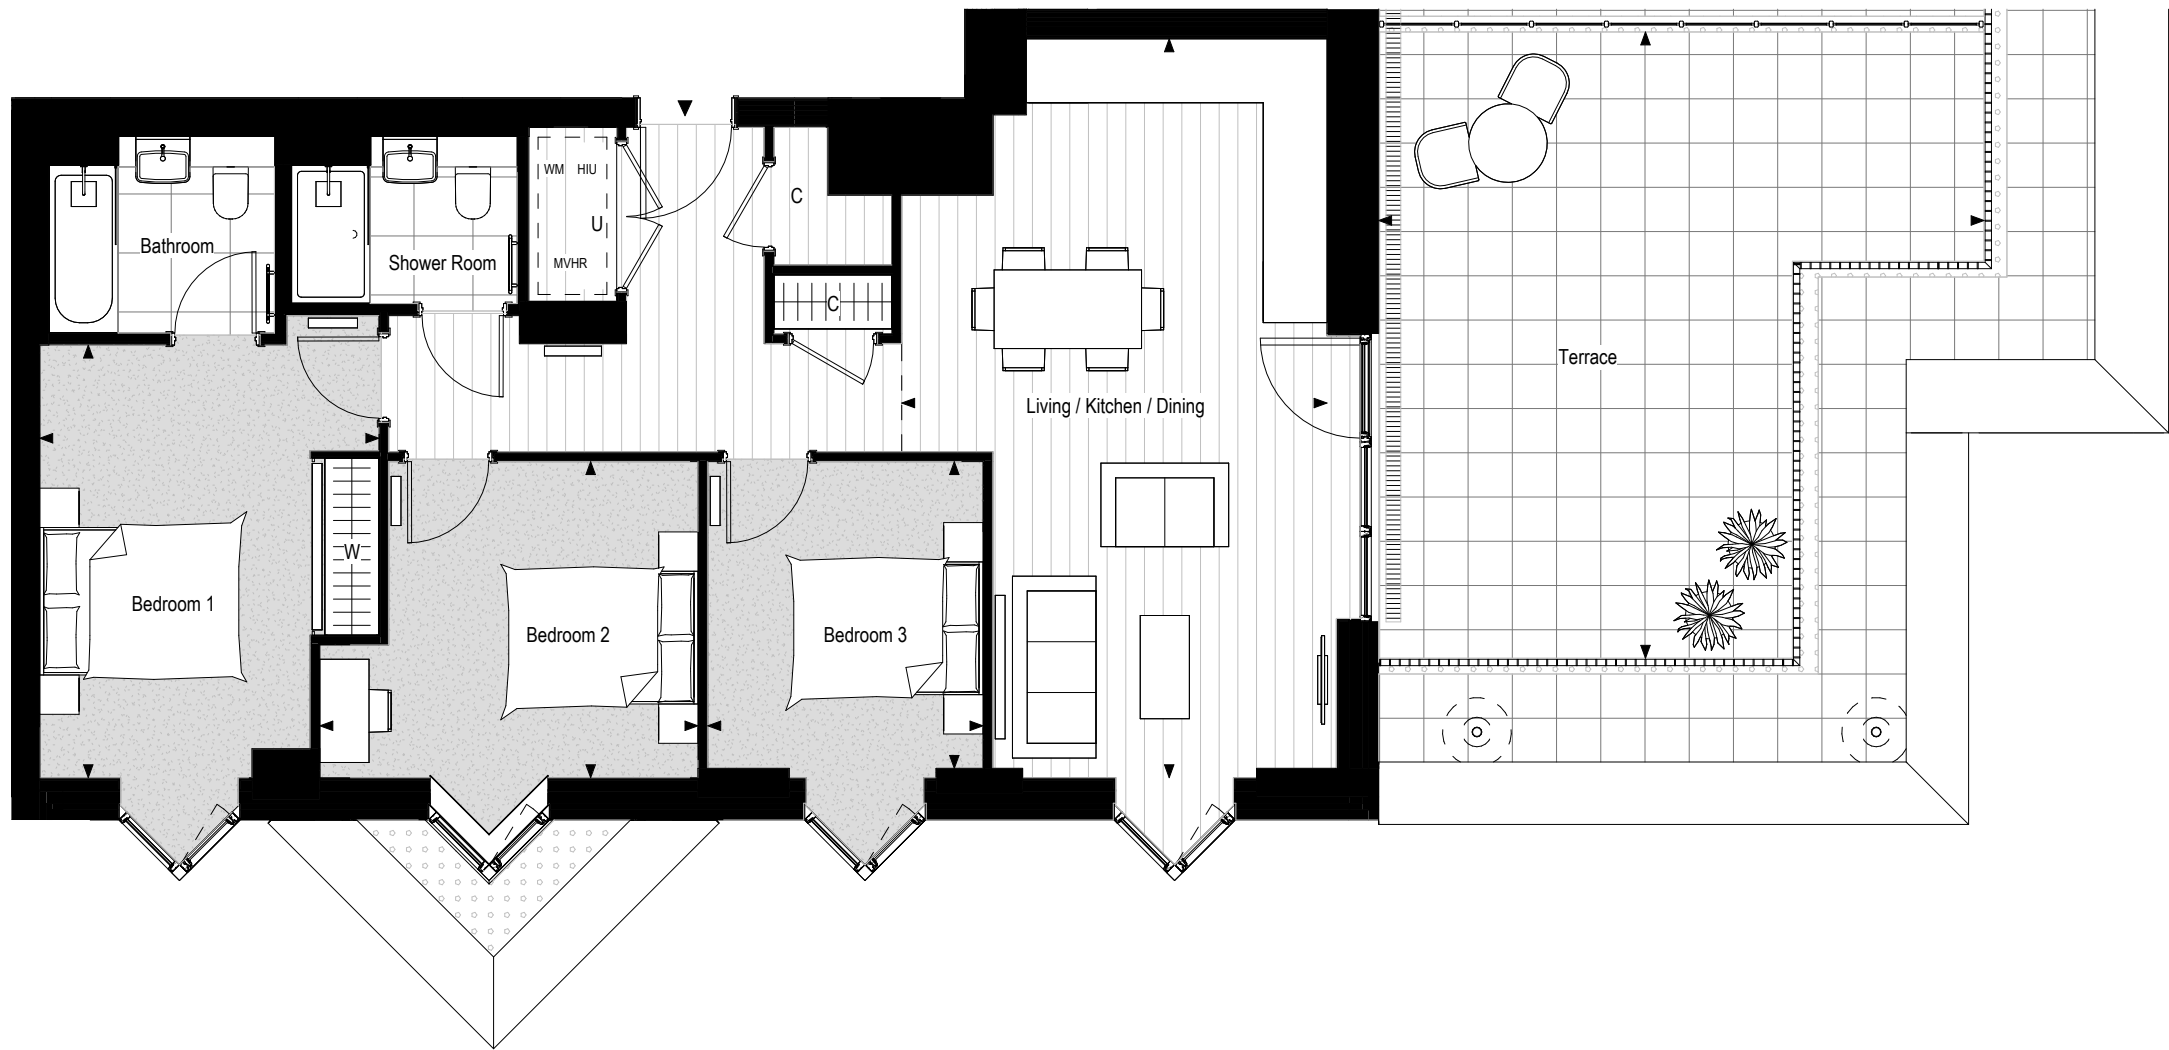 WM HIU
C
U
Bathroom
Shower Room
MVHR
C
Terrace
Living / Kitchen / Dining
W
Bedroom 1
Bedroom 2
Bedroom 3